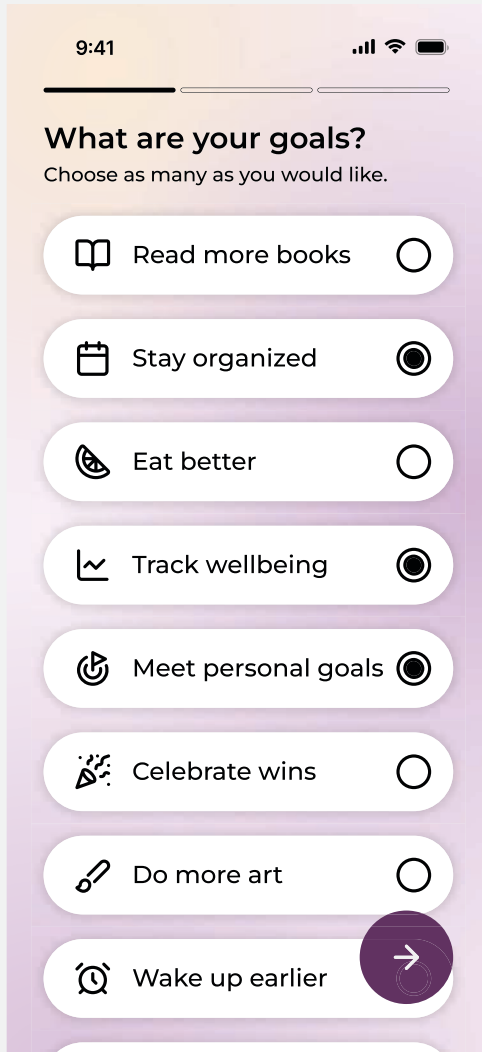 9:41
What are your goals?
Choose as many as you would like.
Read more books
Stay organized
Eat better
Track wellbeing
Meet personal goals
Celebrate wins
Do more art
Wake up earlier